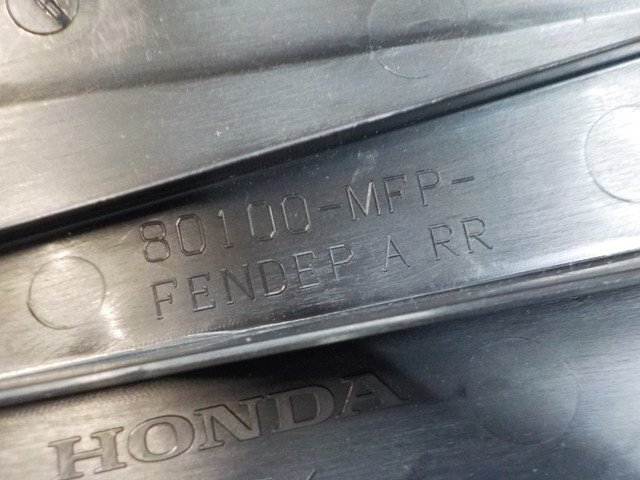 80100-MFP-
FENDEP A RR
HONDA